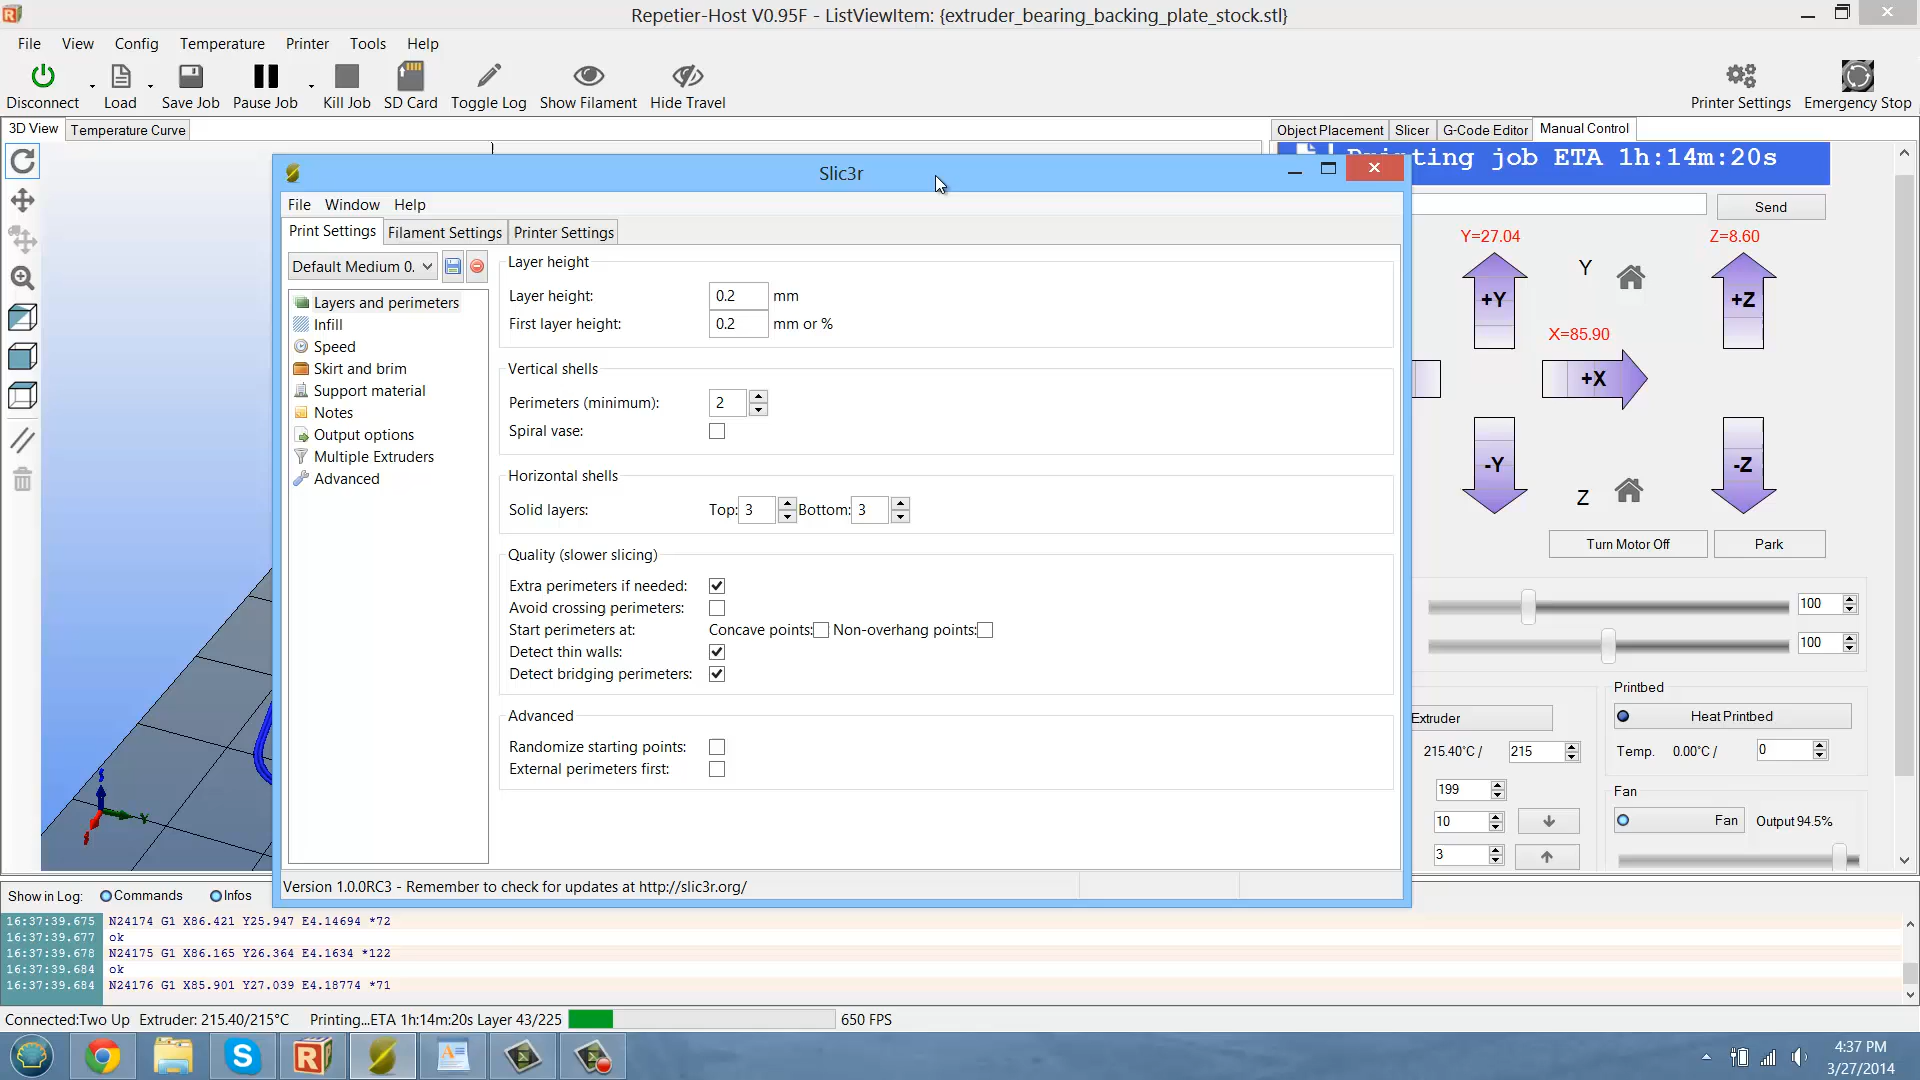 Repetier-Host V0.95F - ListViewItem: {extruder_bearing_backing_plate_stock.stl}
File View Config Temperature Printer Tools Help
Disconnect Load Save Job Pause Job Kill Job SD Card Toggle Log Show Filament Hide Travel Printer Settings Emergency Stop
3D View Temperature Curve Object Placement Slicer G-Code Editor Manual Control
Slic3r
Printing job ETA 1h:14m:20s
File Window Help
Send
Print Settings Filament Settings Printer Settings
Y=27.04 Z=8.60
Default Medium 0.
Layer height
Layer height: 0.2 mm
First layer height: 0.2 mm or %
Layers and perimeters
Infill
Speed
Skirt and brim
Support material
Notes
Output options
Multiple Extruders
Advanced
Vertical shells
Perimeters (minimum): 2
Spiral vase:
Horizontal shells
Solid layers: Top: 3 Bottom: 3
Quality (slower slicing)
Extra perimeters if needed:
Avoid crossing perimeters:
Start perimeters at: Concave points: Non-overhang points:
Detect thin walls:
Detect bridging perimeters:
Advanced
Randomize starting points:
External perimeters first:
Version 1.0.0RC3 - Remember to check for updates at http://slic3r.org/
Y
+Y +Z
X=85.90
+X
-Y -Z
Z
Turn Motor Off Park
100
100
Printbed
Extruder Heat Printbed
215.40°C / 215 Temp. 0.00°C / 0
199
Fan
10 Fan Output 94.5%
3
Show in Log: Commands Infos
16:37:39.675 N24174 G1 X86.421 Y25.947 E4.14694 *72
16:37:39.677 ok
16:37:39.678 N24175 G1 X86.165 Y26.364 E4.1634 *122
16:37:39.684 ok
16:37:39.684 N24176 G1 X85.901 Y27.039 E4.18774 *71
Connected:Two Up Extruder: 215.40/215°C Printing...ETA 1h:14m:20s Layer 43/225 650 FPS
4:37 PM
3/27/2014